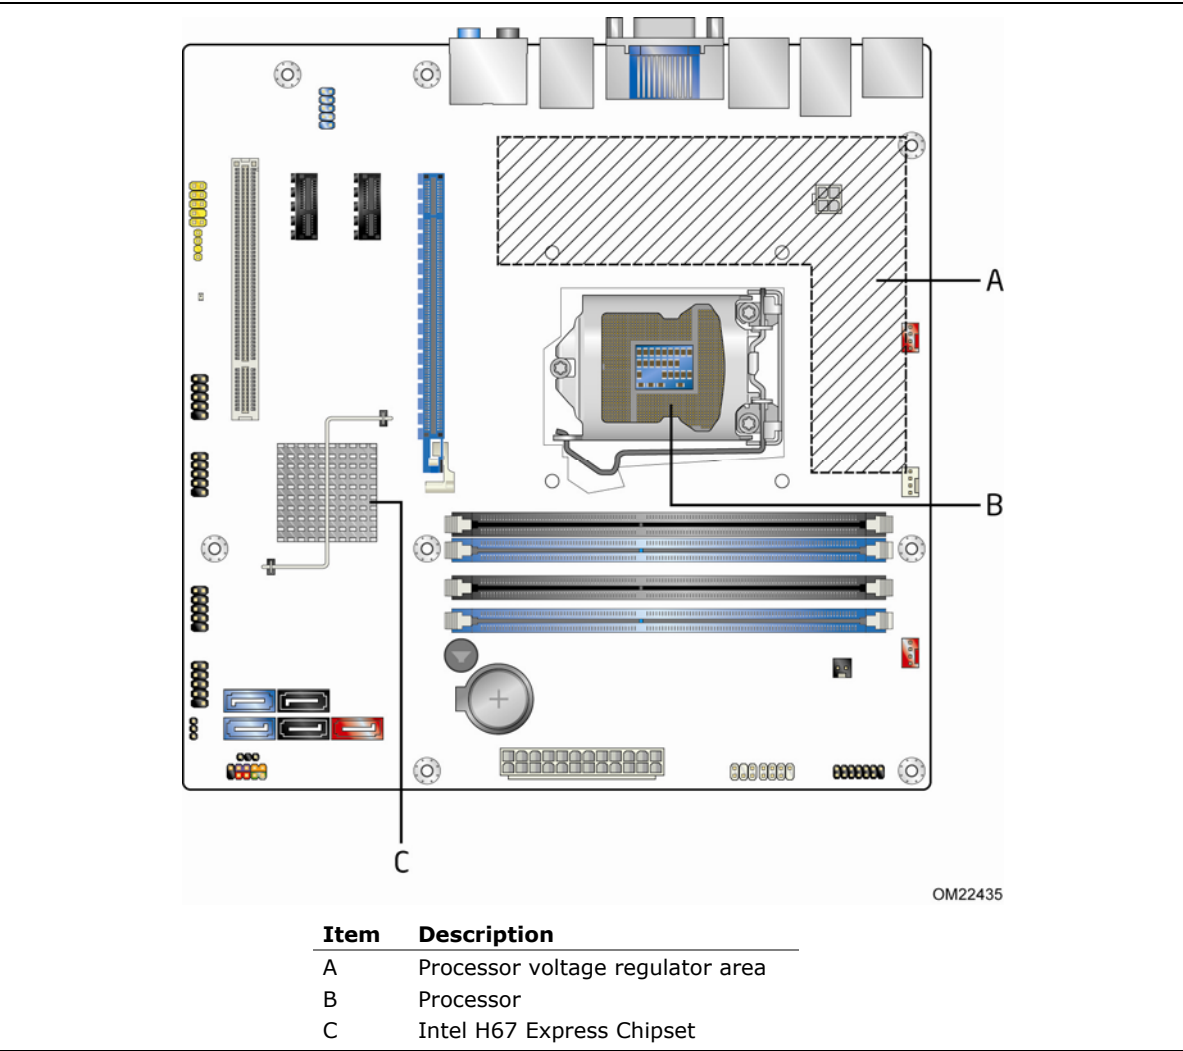 A
B
C
OM22435
Item Description
A Processor voltage regulator area
B Processor
C Intel H67 Express Chipset